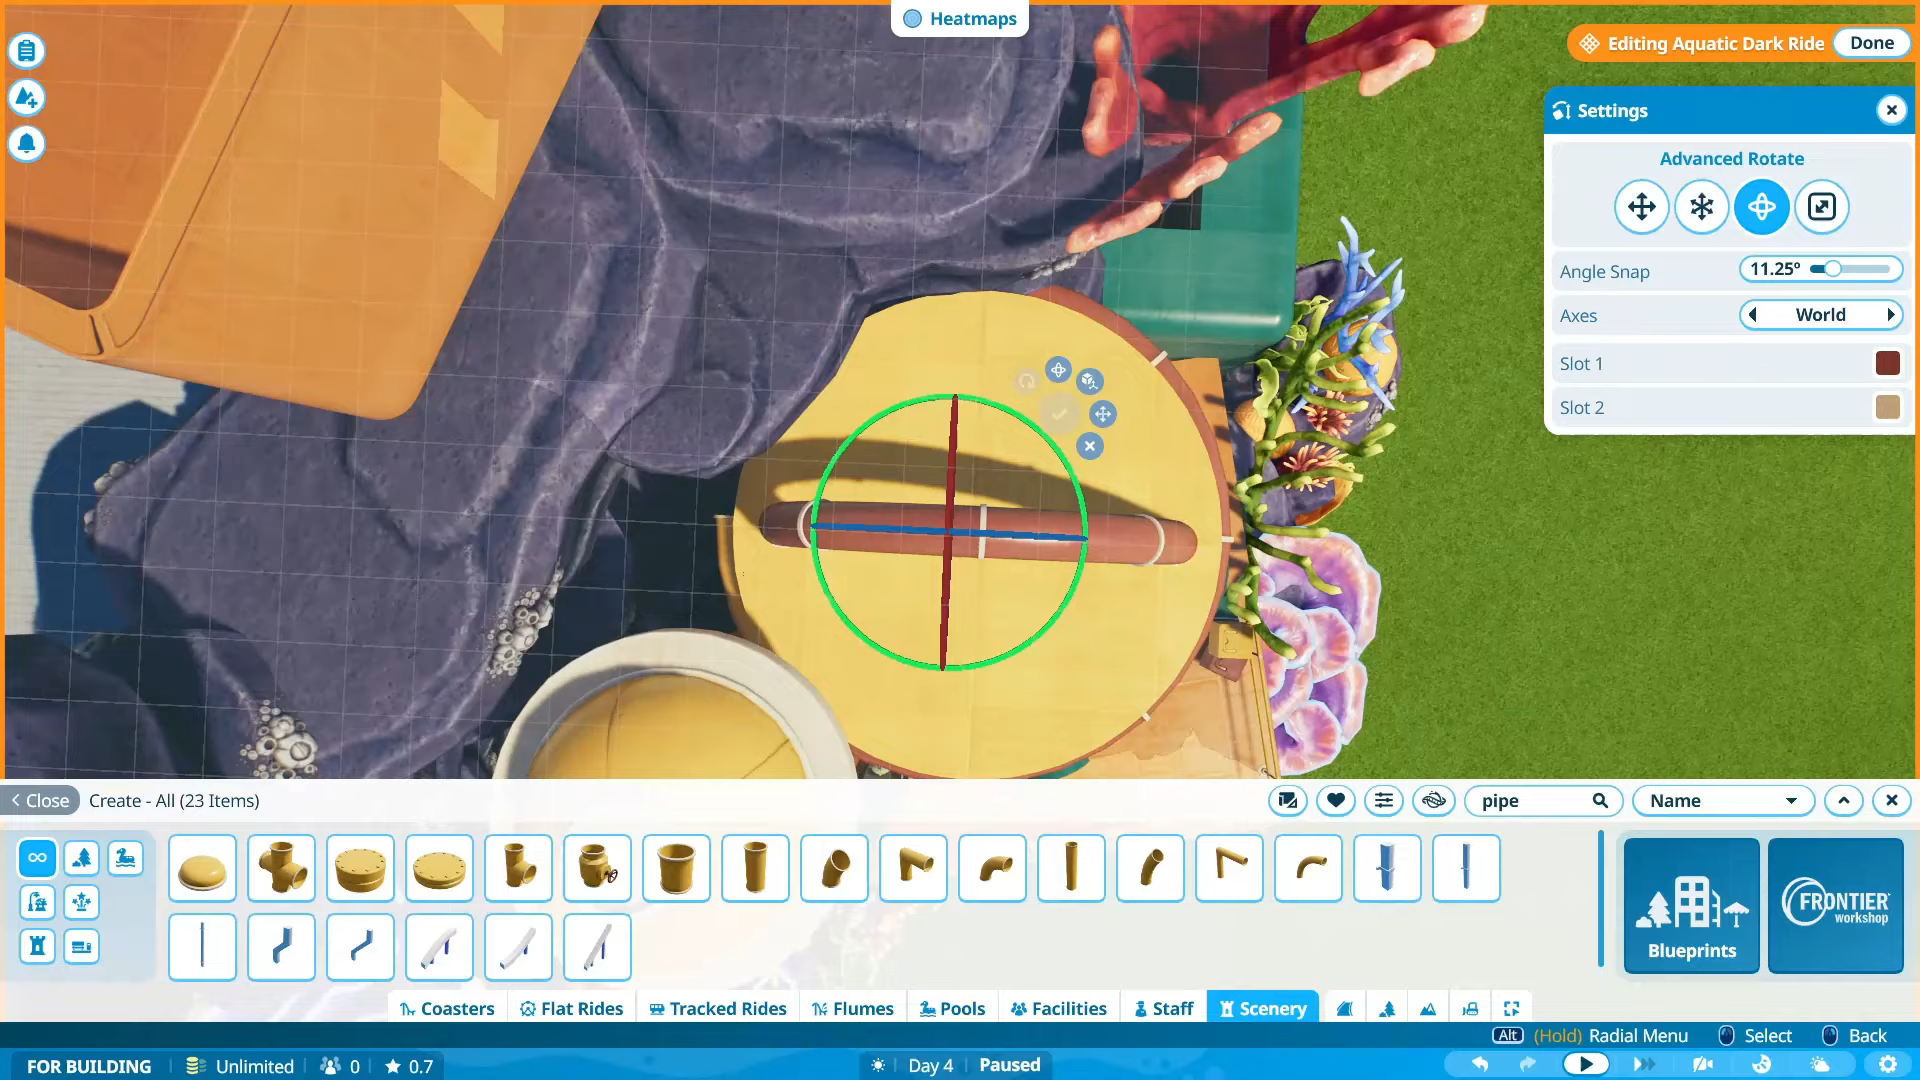 Heatmaps
Editing Aquatic Dark Ride
Done
Settings
Advanced Rotate
Angle Snap
11.25°
Axes
World
Slot 1
Slot 2
Close
Create - All (23 Items)
pipe
Name
Blueprints
FRONTIER
workshop
Coasters
Flat Rides
Tracked Rides
Flumes
Pools
Facilities
Staff
Scenery
Alt (Hold) Radial Menu
Select
Back
FOR BUILDING
Unlimited
0
0.7
Day 4
Paused